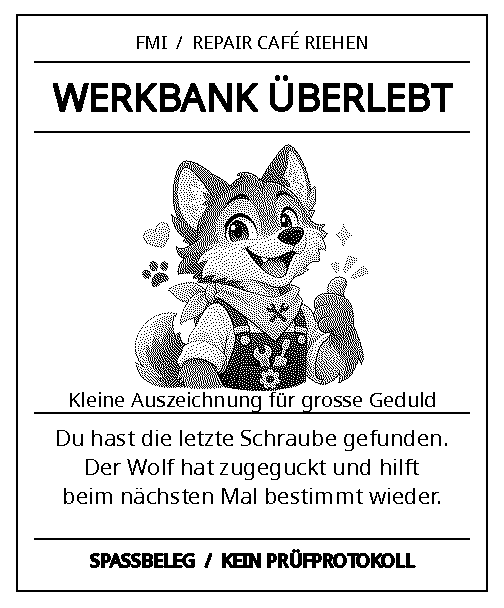 FMI / REPAIR CAFÉ RIEHEN
WERKBANK ÜBERLEBT
Kleine Auszeichnung für grosse Geduld
Du hast die letzte Schraube gefunden.
Der Wolf hat zugeguckt und hilft
beim nächsten Mal bestimmt wieder.
SPASSBELEG / KEIN PRÜFPROTOKOLL